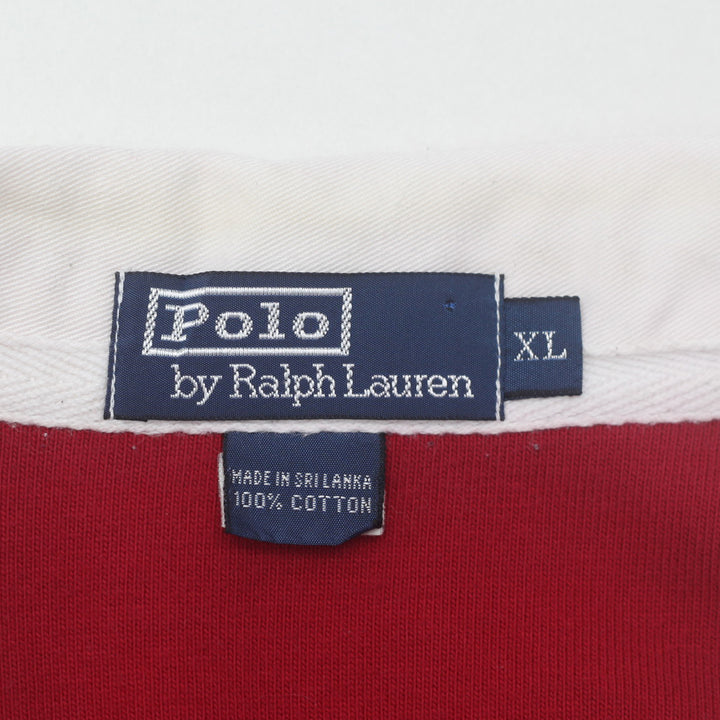 Polo
by Ralph Lauren
XL
MADE IN SRI LANKA
100% COTTON